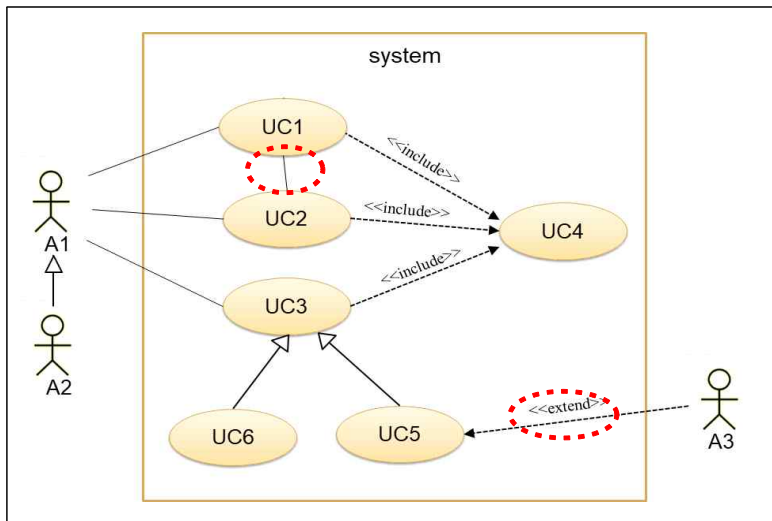 system
UC1
<<include>>
UC2
<<include>>
UC4
A1
<<include>>
UC3
A2
<<extend>>
A3
UC6
UC5